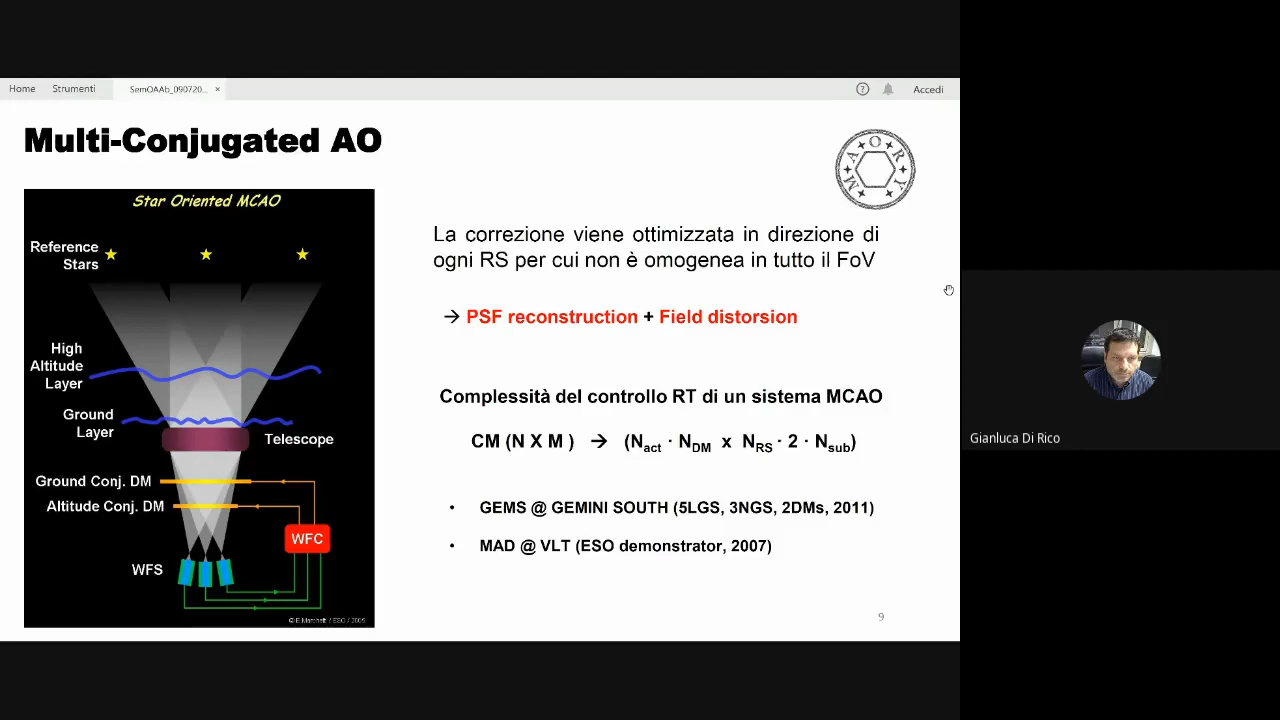 Home Strumenti SemOAAb_090720... × ? Accedi
Multi-Conjugated AO
MAORY
Star Oriented MCAO
Reference
Stars
High
Altitude
Layer
Ground
Layer
Telescope
Ground Conj. DM
Altitude Conj. DM
WFC
WFS
© E.Marchetti / ESO / 2005
La correzione viene ottimizzata in direzione di
ogni RS per cui non è omogenea in tutto il FoV
→ PSF reconstruction + Field distorsion
Complessità del controllo RT di un sistema MCAO
CM (N X M ) → (Nact · NDM x NRS · 2 · Nsub)
• GEMS @ GEMINI SOUTH (5LGS, 3NGS, 2DMs, 2011)
• MAD @ VLT (ESO demonstrator, 2007)
9
Gianluca Di Rico